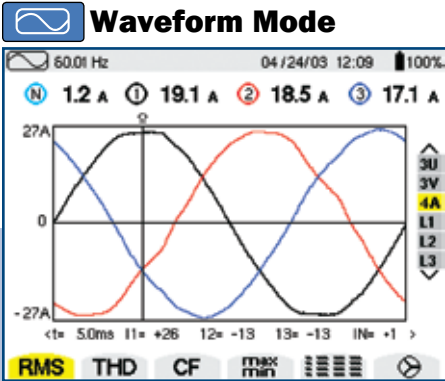 Waveform Mode
60.01 Hz 04/24/03 12:09 100%
N 1.2 A 1 19.1 A 2 18.5 A 3 17.1 A
27A
3U
3V
4A
0
L1
L2
L3
-27A
<t= 5.0ms I1= +26 I2= -13 I3= -13 IN= +1 >
RMS THD CF max min